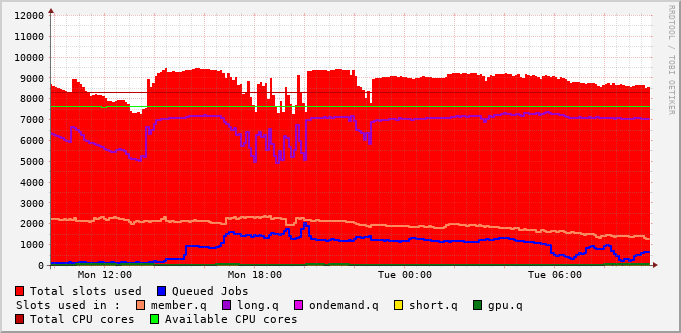 12000
11000
10000
9000
8000
7000
6000
5000
4000
3000
2000
1000
0
Mon 12:00 Mon 18:00 Tue 00:00 Tue 06:00
RRDTOOL / TOBI OETIKER
Total slots used Queued Jobs
Slots used in : member.q long.q ondemand.q short.q gpu.q
Total CPU cores Available CPU cores